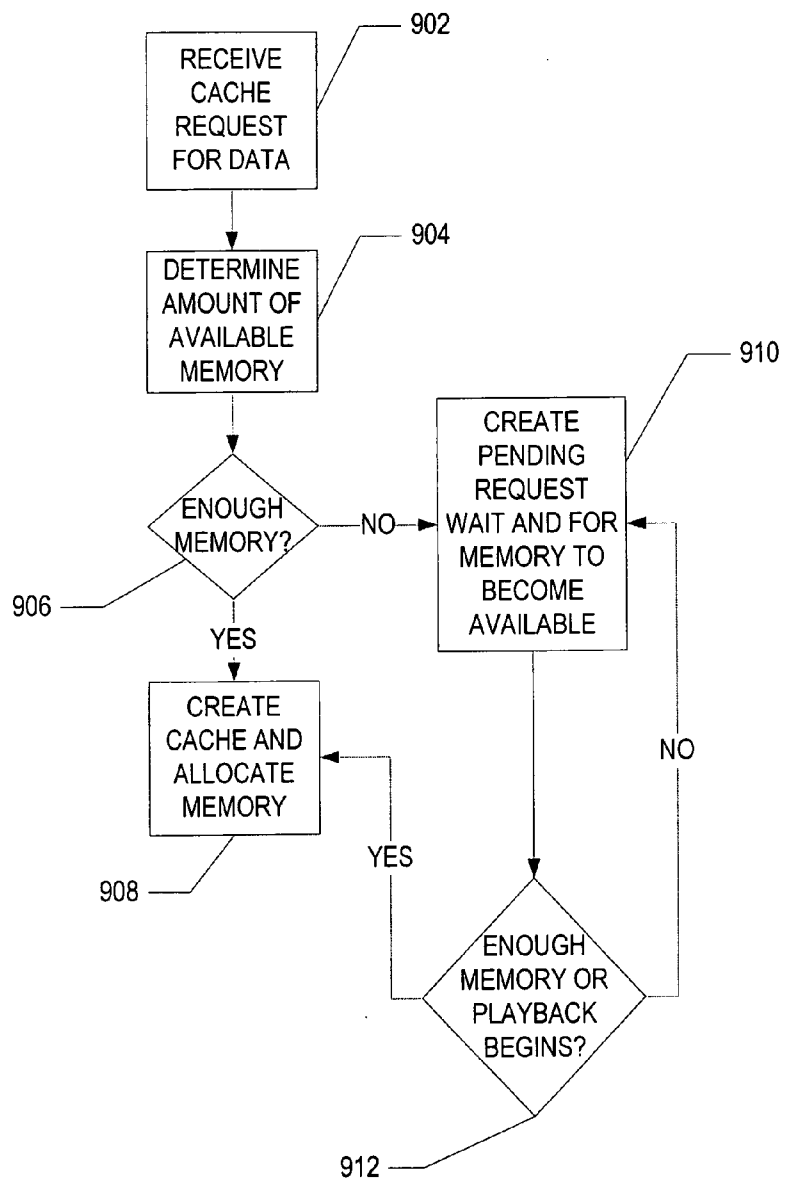 902
RECEIVE
CACHE
REQUEST
FOR DATA
904
DETERMINE
AMOUNT OF
AVAILABLE
MEMORY
910
CREATE
PENDING
REQUEST
WAIT AND FOR
MEMORY TO
BECOME
AVAILABLE
ENOUGH
MEMORY?
NO
906
YES
CREATE
CACHE AND
ALLOCATE
MEMORY
NO
YES
908
ENOUGH
MEMORY OR
PLAYBACK
BEGINS?
912